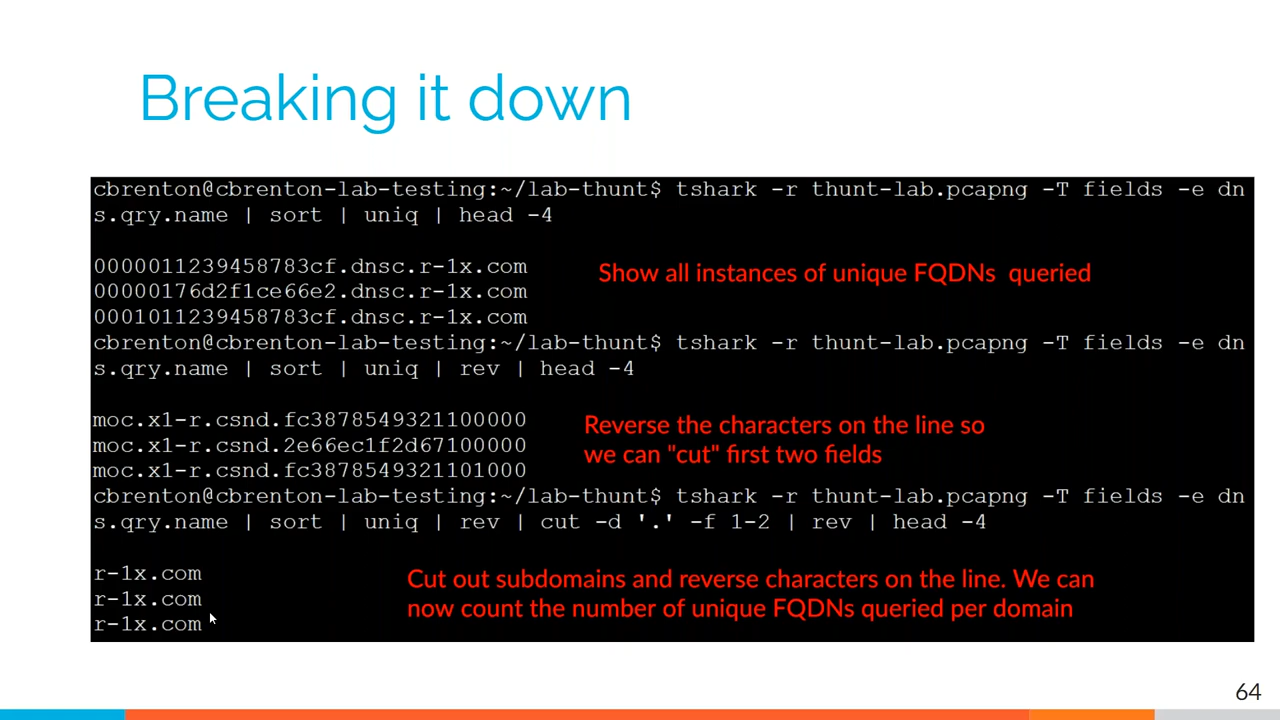 Breaking it down
cbrenton@cbrenton-lab-testing:~/lab-thunt$ tshark -r thunt-lab.pcapng -T fields -e dn
s.qry.name | sort | uniq | head -4
0000011239458783cf.dnsc.r-1x.com
00000176d2f1ce66e2.dnsc.r-1x.com
0001011239458783cf.dnsc.r-1x.com
Show all instances of unique FQDNs  queried
cbrenton@cbrenton-lab-testing:~/lab-thunt$ tshark -r thunt-lab.pcapng -T fields -e dn
s.qry.name | sort | uniq | rev | head -4
moc.x1-r.csnd.fc3878549321100000
moc.x1-r.csnd.2e66ec1f2d67100000
moc.x1-r.csnd.fc3878549321101000
Reverse the characters on the line so
we can "cut" first two fields
cbrenton@cbrenton-lab-testing:~/lab-thunt$ tshark -r thunt-lab.pcapng -T fields -e dn
s.qry.name | sort | uniq | rev | cut -d '.' -f 1-2 | rev | head -4
r-1x.com
r-1x.com
r-1x.com
Cut out subdomains and reverse characters on the line. We can
now count the number of unique FQDNs queried per domain
64